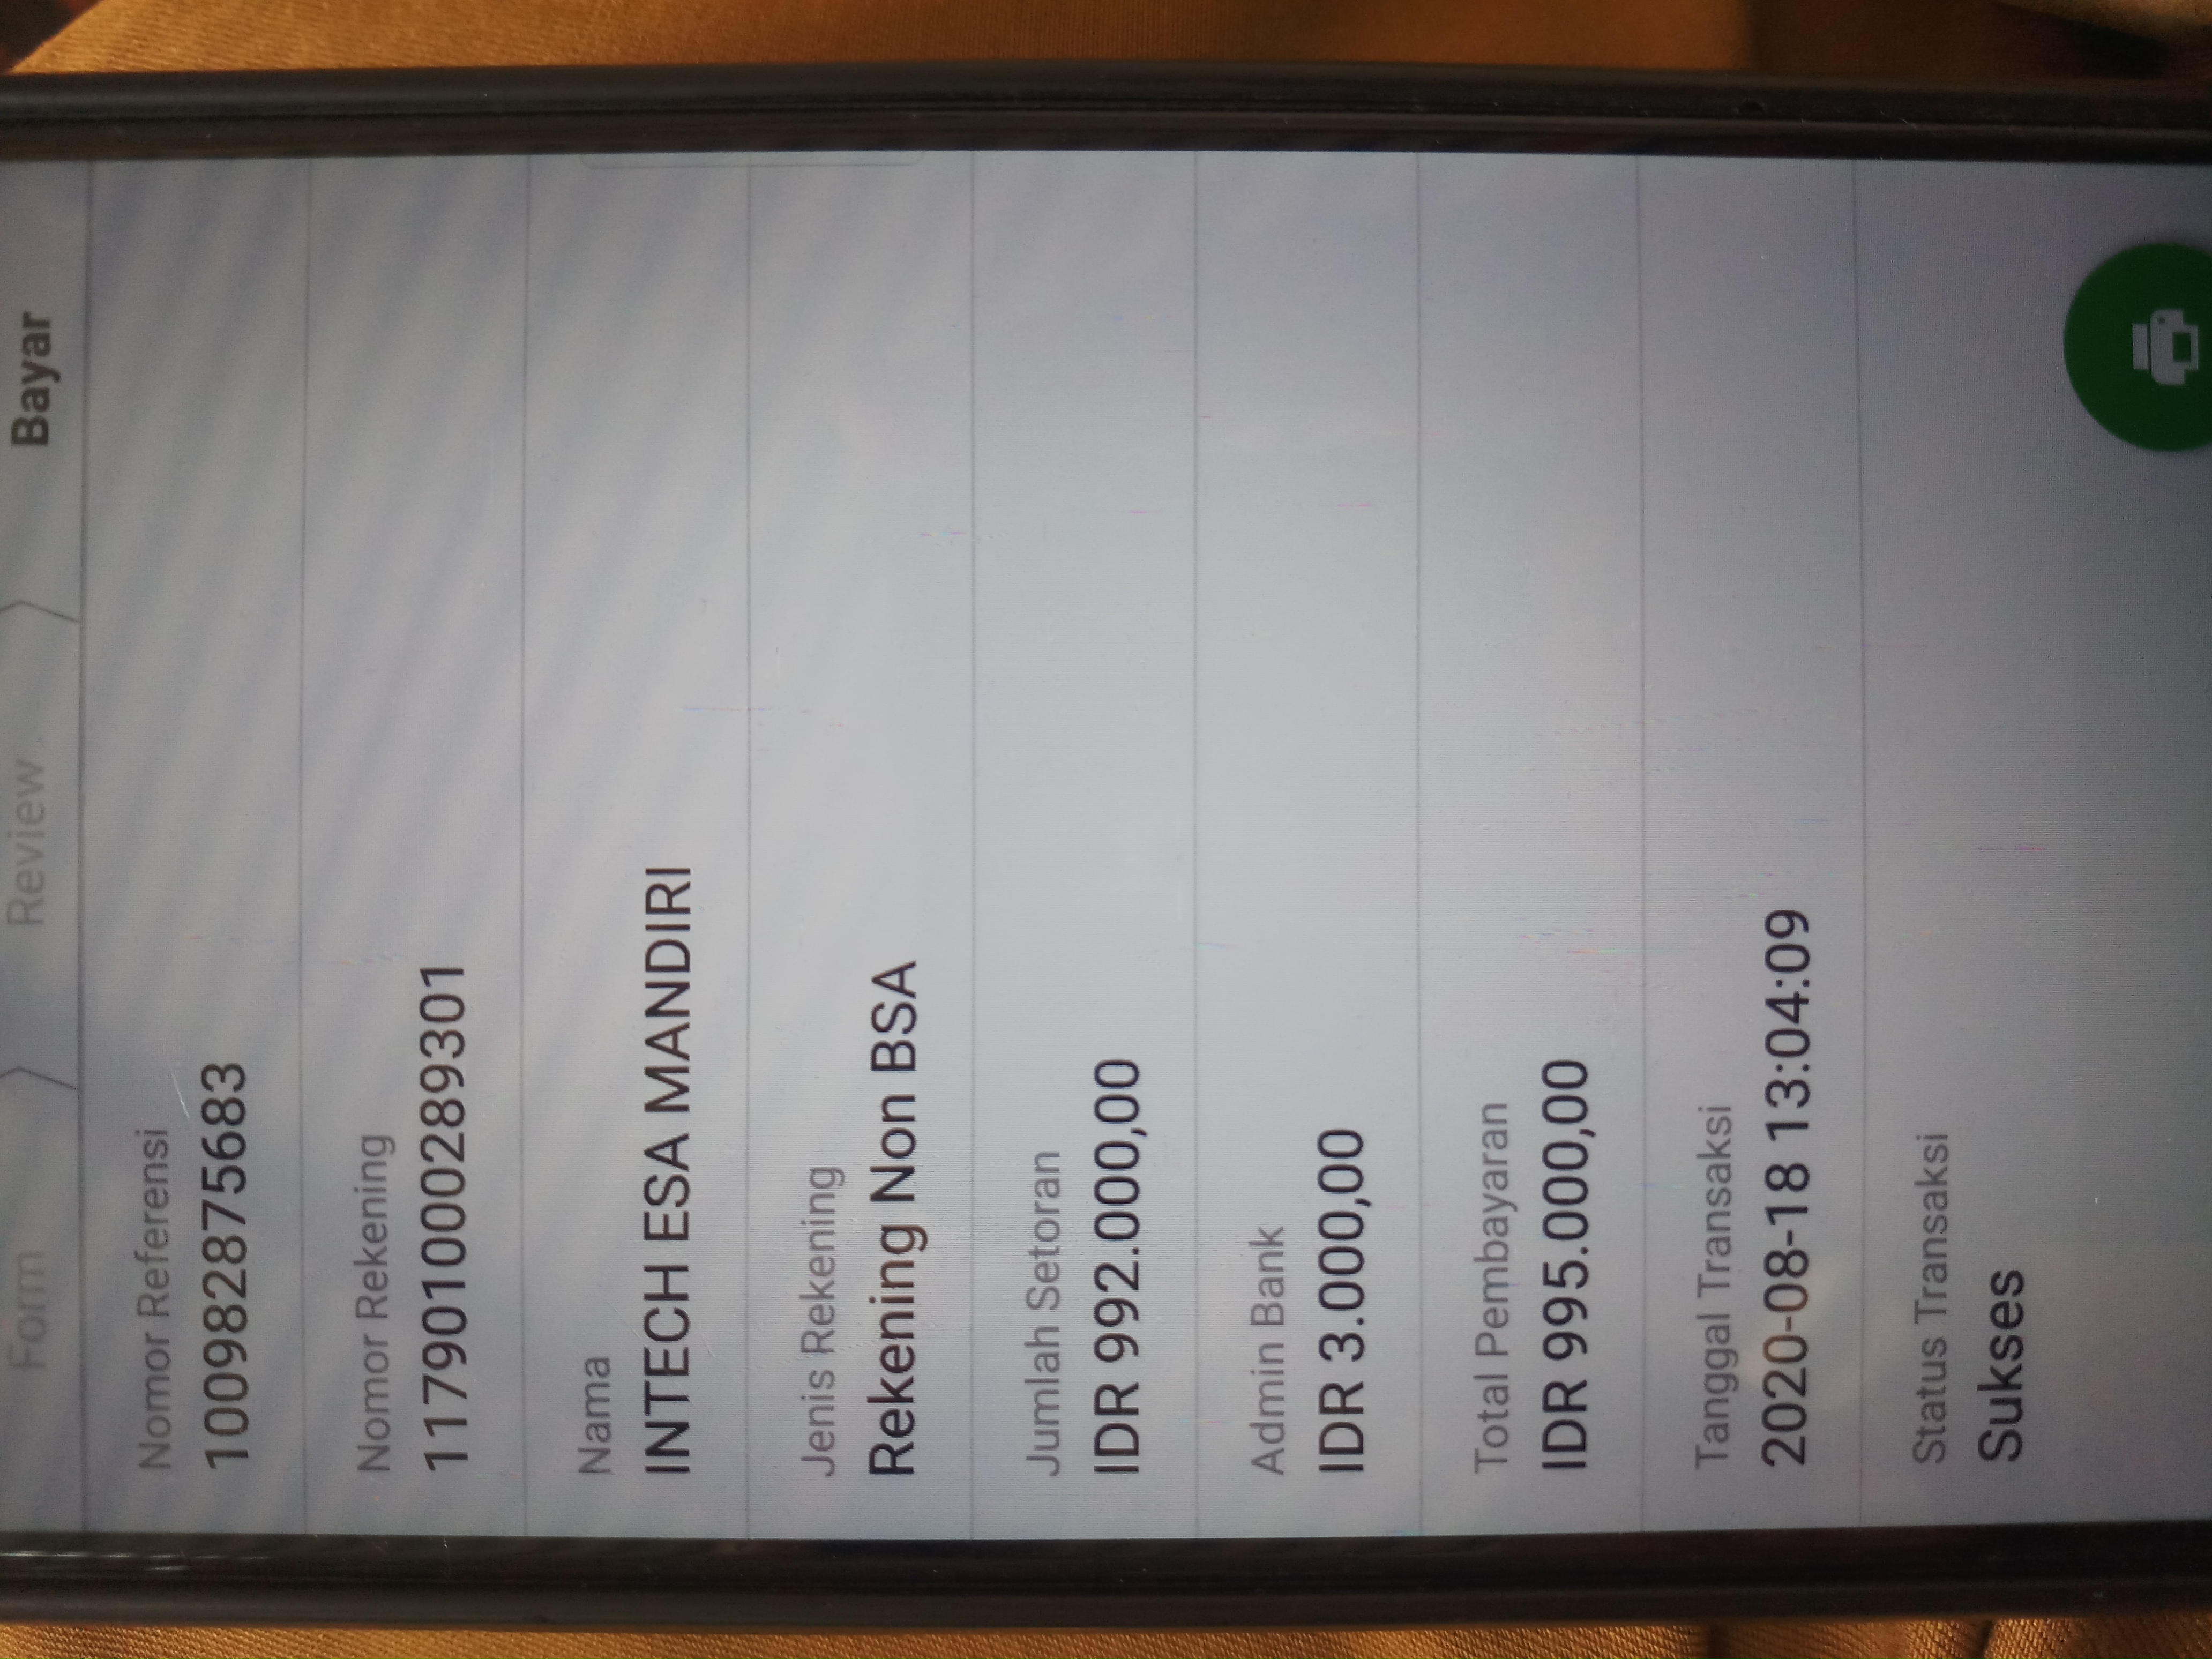 Form Review Bayar
Nomor Referensi
100982875683
Nomor Rekening
117901000289301
Nama
INTECH ESA MANDIRI
Jenis Rekening
Rekening Non BSA
Jumlah Setoran
IDR 992.000,00
Admin Bank
IDR 3.000,00
Total Pembayaran
IDR 995.000,00
Tanggal Transaksi
2020-08-18 13:04:09
Status Transaksi
Sukses